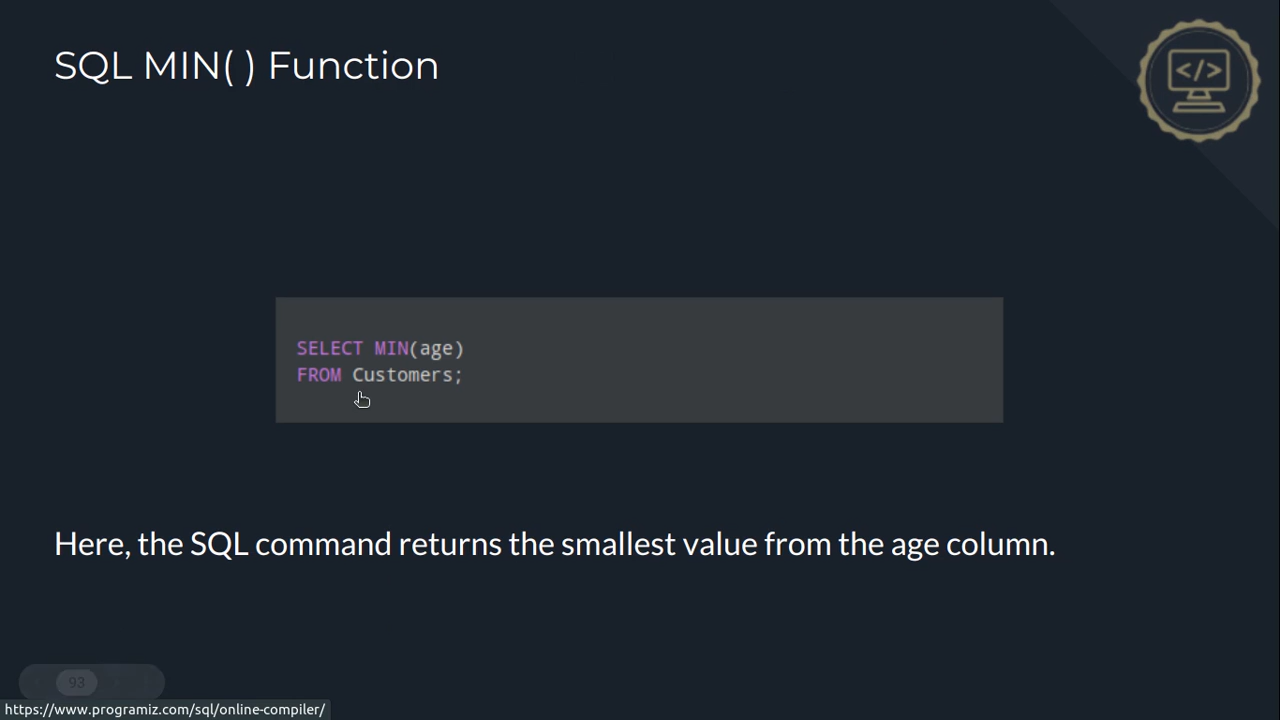 SQL MIN( ) Function
</>
SELECT MIN(age)
FROM Customers;
Here, the SQL command returns the smallest value from the age column.
93
https://www.programiz.com/sql/online-compiler/